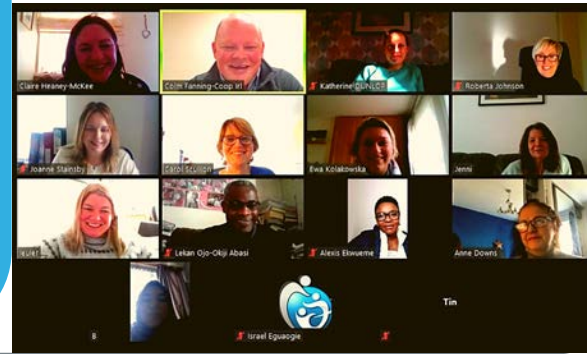 Claire Heaney-McKee
Colm Fanning-Coop Irl
Katherine DUNLOP
Roberta Johnson
Joanne Stainsby
Carol Scullion
Ewa Kolakowska
Jenni
Lekan Ojo-Okiji Abasi
Alexis Ekwueme
Anne Downs
B
Israel Eguaogie
Tin